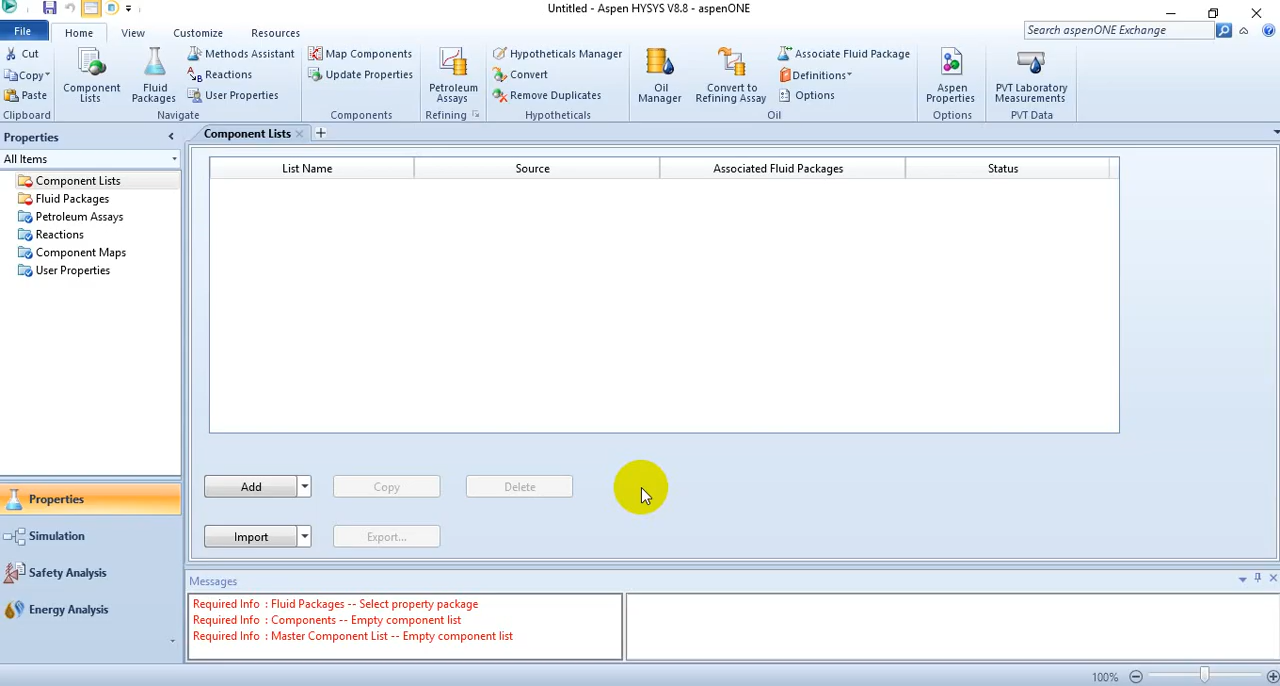 Untitled - Aspen HYSYS V8.8 - aspenONE
File
Home
View
Customize
Resources
Search aspenONE Exchange
Cut
Copy
Paste
Clipboard
Component Lists
Fluid Packages
Methods Assistant
Reactions
User Properties
Navigate
Map Components
Update Properties
Components
Petroleum Assays
Refining
Hypotheticals Manager
Convert
Remove Duplicates
Hypotheticals
Oil Manager
Convert to Refining Assay
Associate Fluid Package
Definitions
Options
Oil
Aspen Properties
Options
PVT Laboratory Measurements
PVT Data
Properties
All Items
Component Lists
Fluid Packages
Petroleum Assays
Reactions
Component Maps
User Properties
Properties
Simulation
Safety Analysis
Energy Analysis
Component Lists
List Name
Source
Associated Fluid Packages
Status
Add
Copy
Delete
Import
Export...
Messages
Required Info : Fluid Packages -- Select property package
Required Info : Components -- Empty component list
Required Info : Master Component List -- Empty component list
100%